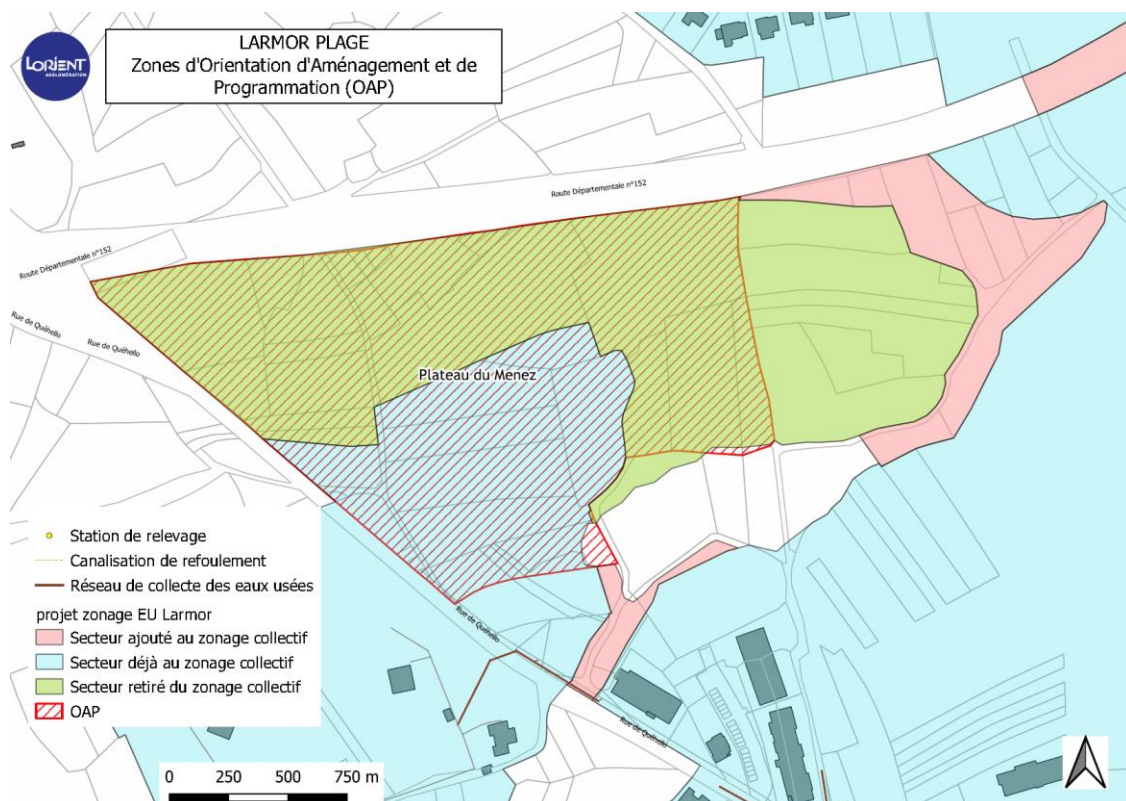 LORIENT
AGGLOMÉRATION
LARMOR PLAGE
Zones d'Orientation d'Aménagement et de
Programmation (OAP)
Route Départementale n°152
Route Départementale n°152
Rue de Quéhello
Rue de Quéhello
Plateau du Menez
Rue de Quéhello
Rue de Quéhello
Station de relevage
Canalisation de refoulement
Réseau de collecte des eaux usées
projet zonage EU Larmor
Secteur ajouté au zonage collectif
Secteur déjà au zonage collectif
Secteur retiré du zonage collectif
OAP
0 250 500 750 m